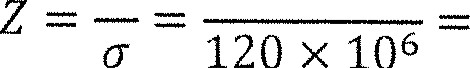 Z = — / σ = — / 120 × 10⁶ =